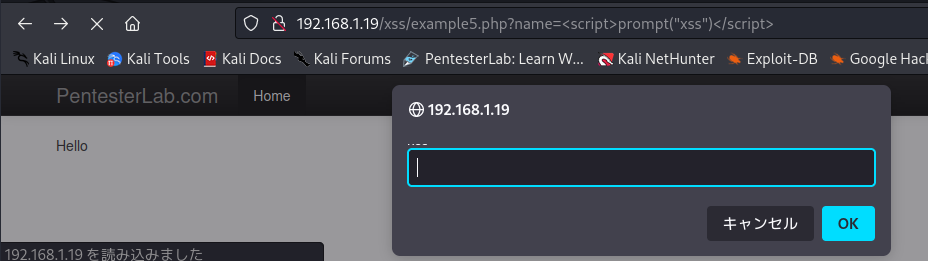 192.168.1.19/xss/example5.php?name=<script>prompt("xss")</script>
Kali Linux Kali Tools Kali Docs Kali Forums PentesterLab: Learn W... Kali NetHunter Exploit-DB Google Hac
PentesterLab.com Home
192.168.1.19
Hello
キャンセル OK
192.168.1.19 を読み込みました